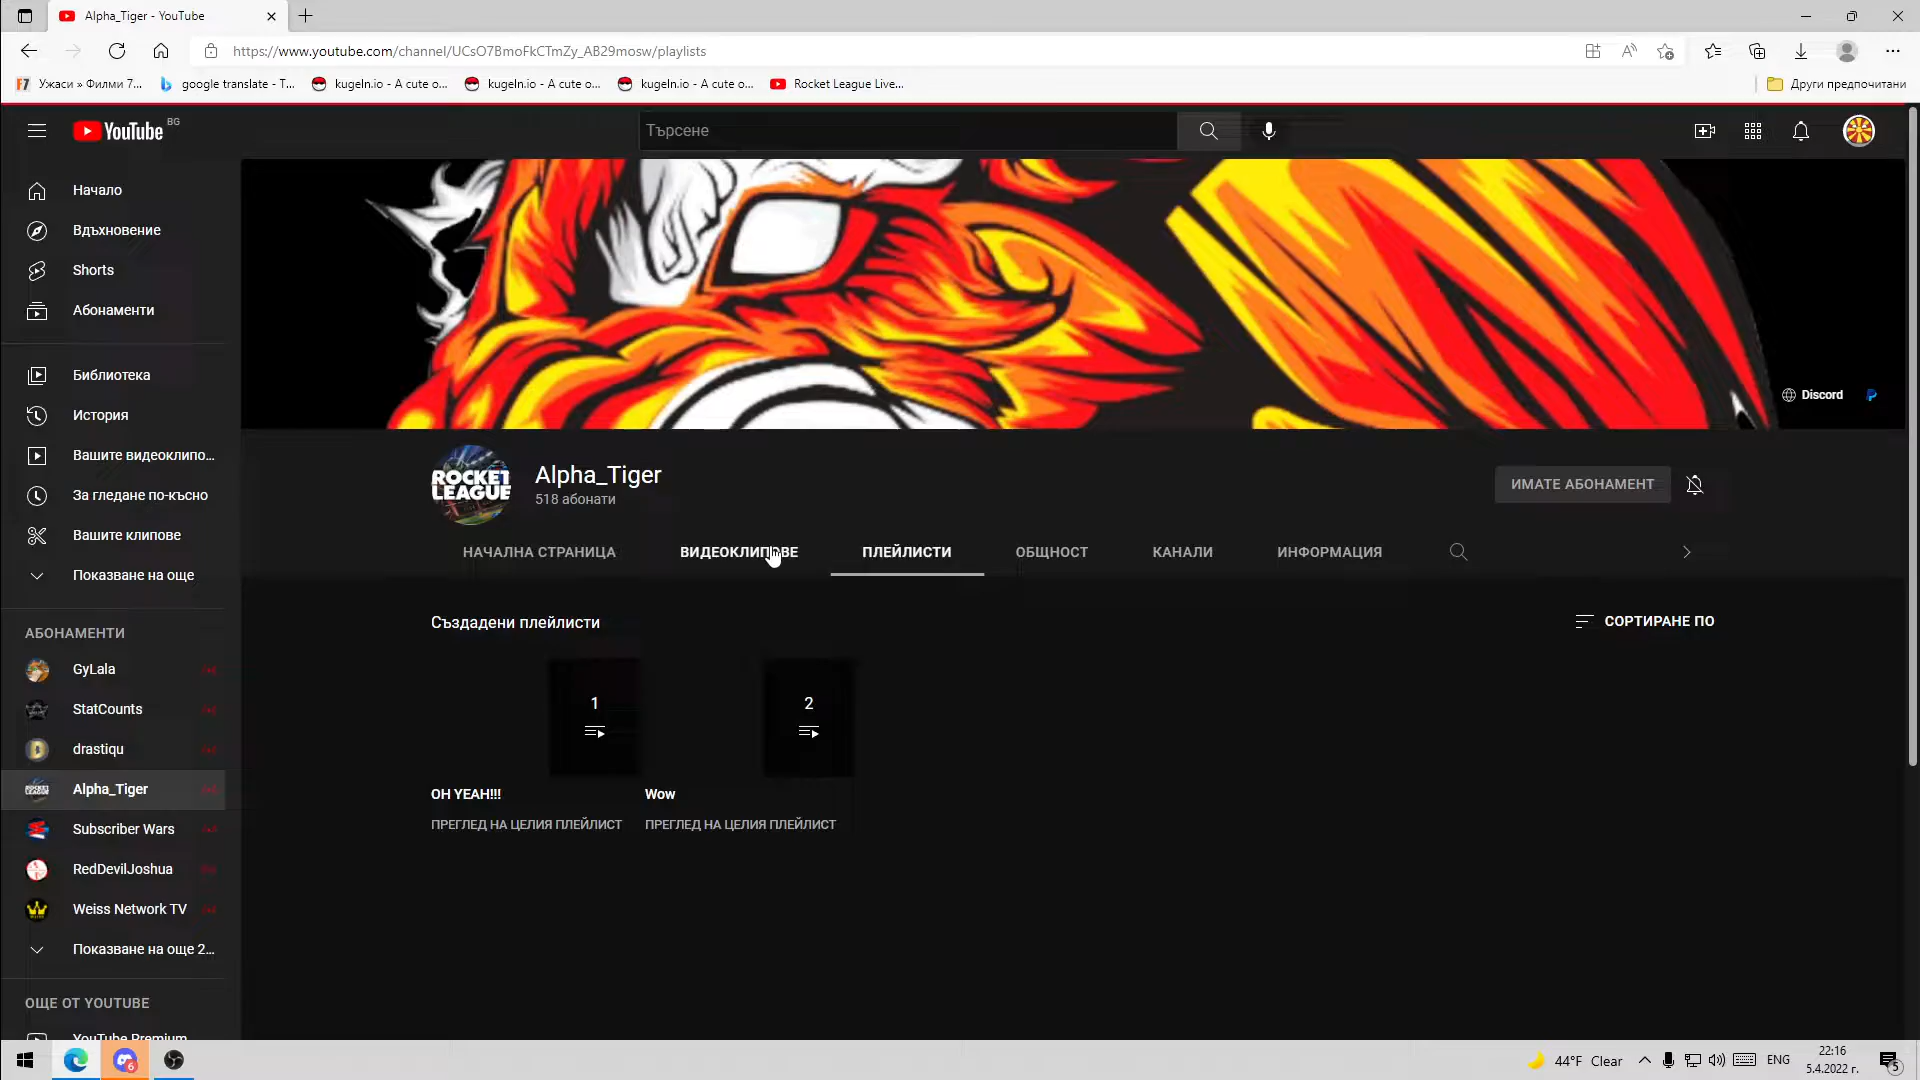 Alpha_Tiger - YouTube
https://www.youtube.com/channel/UCsO7BmoFkCTmZy_AB29mosw/playlists
Ужаси » Филми 7...
google translate - T...
kugeln.io - A cute o...
kugeln.io - A cute o...
kugeln.io - A cute o...
Rocket League Live...
Други предпочитани
YouTube BG
Търсене
Начало
Вдъхновение
Shorts
Абонаменти
Библиотека
История
Вашите видеоклипо...
За гледане по-късно
Вашите клипове
Показване на още
АБОНАМЕНТИ
GyLala
StatCounts
drastiqu
Alpha_Tiger
Subscriber Wars
RedDevilJoshua
Weiss Network TV
Показване на още 2...
ОЩЕ ОТ YOUTUBE
YouTube Premium
Discord
ROCKET
LEAGUE
Alpha_Tiger
518 абонати
ИМАТЕ АБОНАМЕНТ
НАЧАЛНА СТРАНИЦА
ВИДЕОКЛИПОВЕ
ПЛЕЙЛИСТИ
ОБЩНОСТ
КАНАЛИ
ИНФОРМАЦИЯ
Създадени плейлисти
СОРТИРАНЕ ПО
1
2
OH YEAH!!!
Wow
ПРЕГЛЕД НА ЦЕЛИЯ ПЛЕЙЛИСТ
ПРЕГЛЕД НА ЦЕЛИЯ ПЛЕЙЛИСТ
6
44°F Clear
ENG
22:16
5.4.2022 г.
5